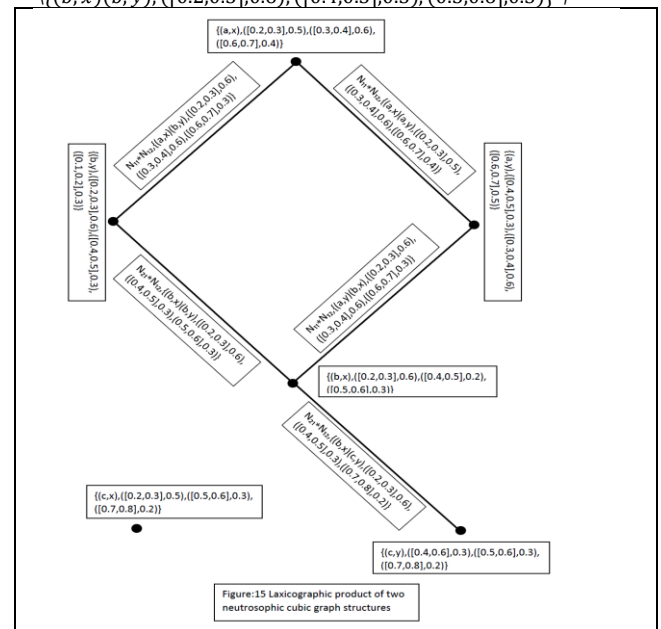 {(a,x),([0.2,0.3],0.5),([0.3,0.4],0.6),
([0.6,0.7],0.4)}
N₁₁*N₁₂,((a,x)(b,y),([0.2,0.3],0.6),
([0.3,0.4],0.6),([0.6,0.7],0.3)}
N₁₁*N₁₂,((a,x)(a,y),([0.2,0.3],0.5),
([0.3,0.4],0.6),([0.6,0.7],0.4)}
{(b,y),([0.2,0.3],0.6),([0.4,0.5],0.3),
([0.1,0.2],0.3)}
{(a,y),([0.4,0.5],0.3),([0.3,0.4],0.6),
([0.6,0.7],0.5)}
N₂₁*N₁₂,((b,x)(b,y),([0.2,0.3],0.6),
([0.4,0.5],0.3),(0.5,0.6],0.3)}
N₁₁*N₁₂,((a,y)(b,x),([0.2,0.3],0.6),
([0.3,0.4],0.6),([0.6,0.7],0.3)}
{(b,x),([0.2,0.3],0.6),([0.4,0.5],0.2),
([0.5,0.6],0.3)}
N₂₁*N₁₂,((b,x)(c,y),([0.2,0.3],0.6),
([0.4,0.5],0.3),([0.7,0.8],0.2)}
{(c,x),([0.2,0.3],0.5),([0.5,0.6],0.3),
([0.7,0.8],0.2)}
{(c,y),([0.4,0.6],0.3),([0.5,0.6],0.3),
([0.7,0.8],0.2)}
Figure:15 Laxicographic product of two
neutrosophic cubic graph structures